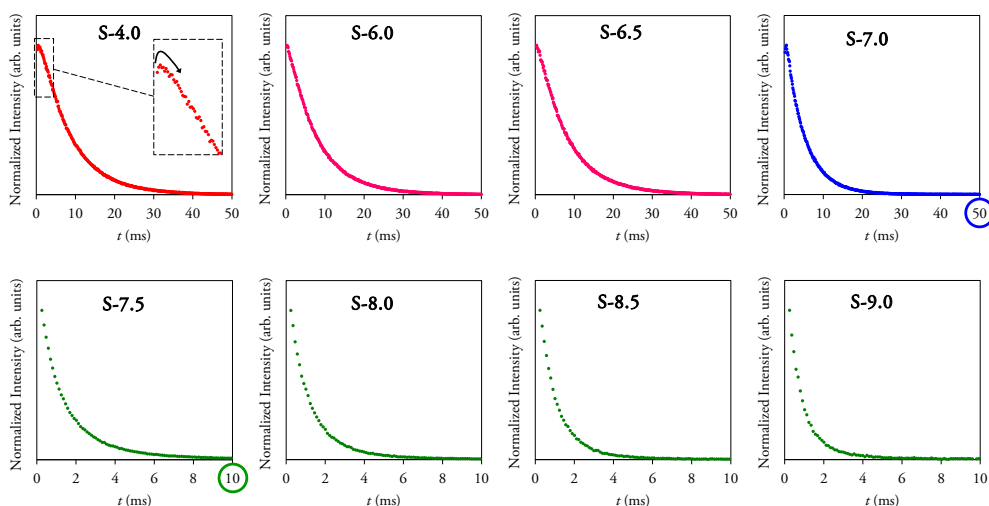 S-4.0
Normalized Intensity (arb. units)
0 10 20 30 40 50
t (ms)
S-6.0
Normalized Intensity (arb. units)
0 10 20 30 40 50
t (ms)
S-6.5
Normalized Intensity (arb. units)
0 10 20 30 40 50
t (ms)
S-7.0
Normalized Intensity (arb. units)
0 10 20 30 40 50
t (ms)
S-7.5
Normalized Intensity (arb. units)
0 2 4 6 8 10
t (ms)
S-8.0
Normalized Intensity (arb. units)
0 2 4 6 8 10
t (ms)
S-8.5
Normalized Intensity (arb. units)
0 2 4 6 8 10
t (ms)
S-9.0
Normalized Intensity (arb. units)
0 2 4 6 8 10
t (ms)